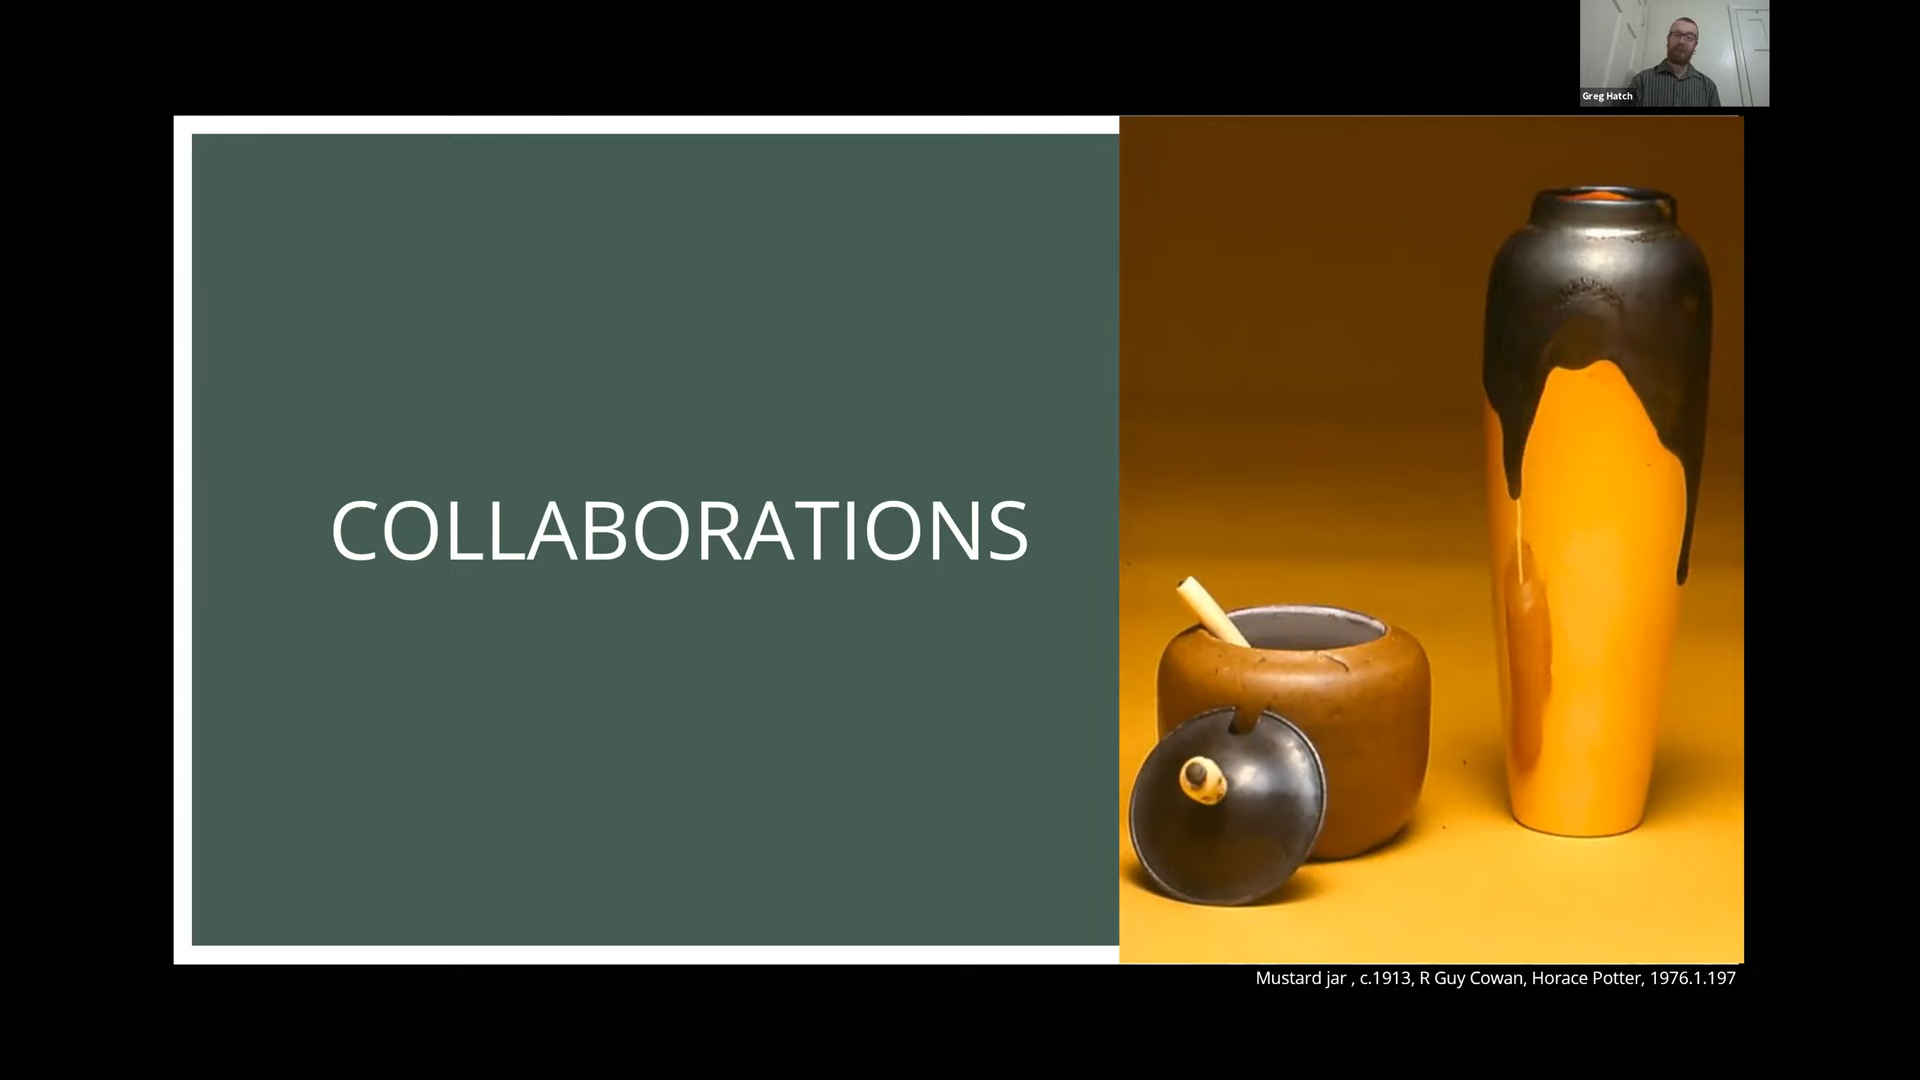 Greg Hatch
COLLABORATIONS
Mustard jar , c.1913, R Guy Cowan, Horace Potter, 1976.1.197